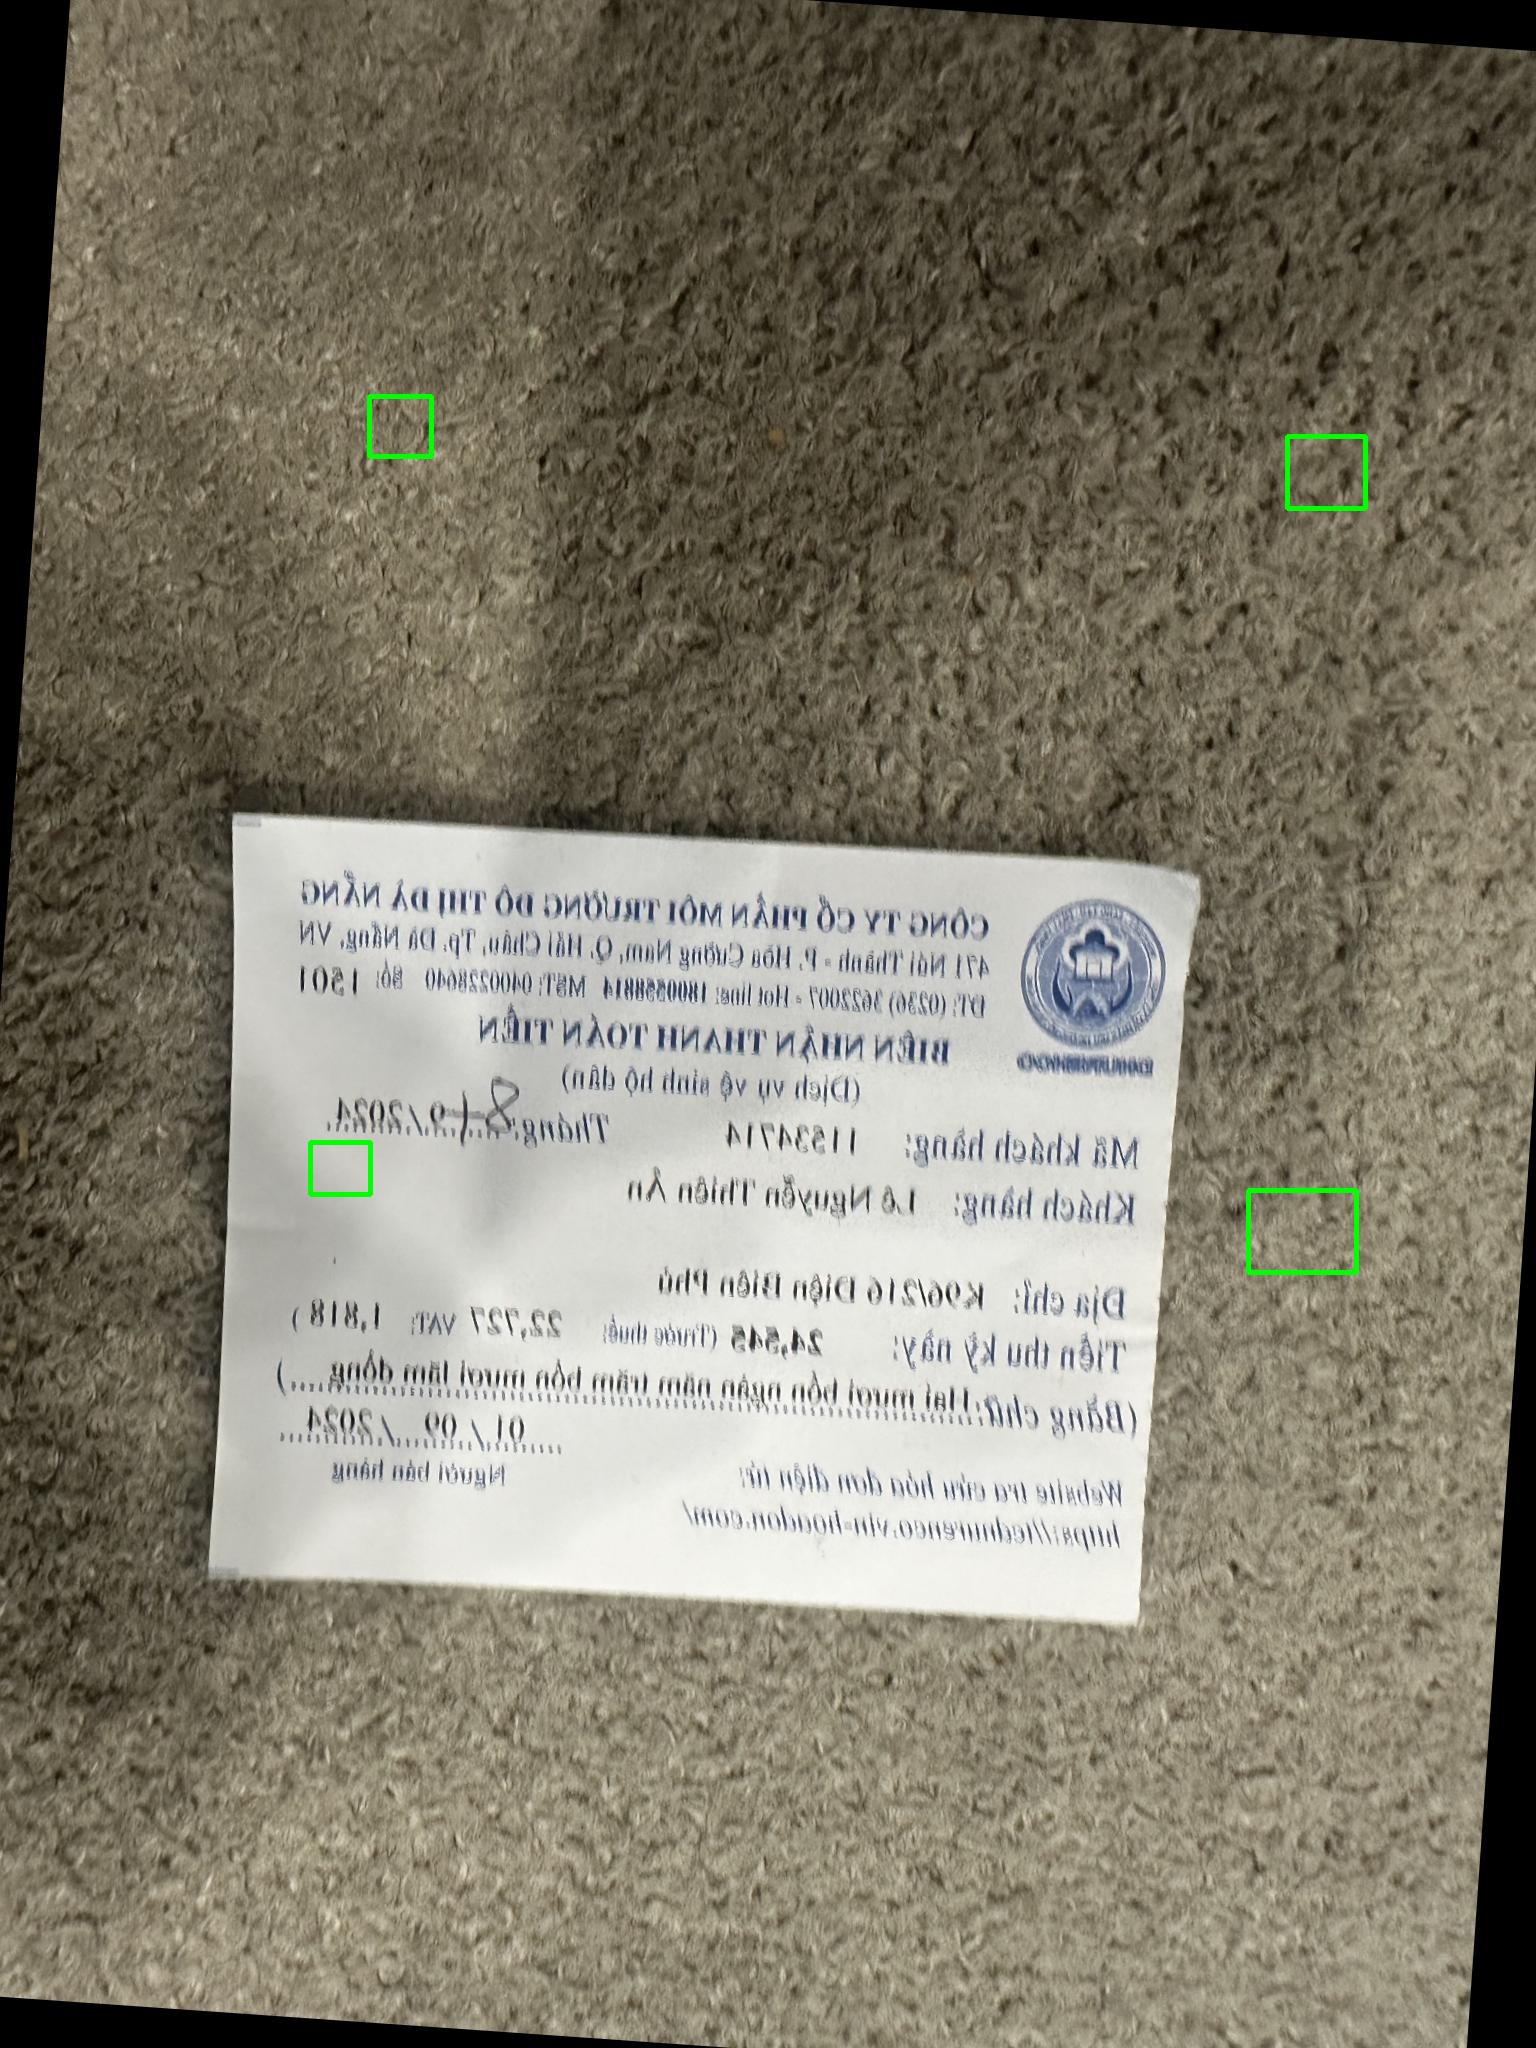 CÔNG TY CỔ PHẦN MÔI TRƯỜNG ĐÔ THỊ ĐÀ NẴNG
471 Núi Thành - P. Hòa Cường Nam, Q. Hải Châu, Tp. Đà Nẵng, VN
ĐT: (0236) 3622007 - Hot line: 1800558814 MST: 0400228640 Số: 1501
BIÊN NHẬN THANH TOÁN TIỀN
(Dịch vụ vệ sinh hộ dân)
Mã khách hàng: 11534714 Tháng: 8+9/2024
Khách hàng: Lê Nguyễn Thiên Ân
Địa chỉ: K96/216 Điện Biên Phủ
Tiền thu kỳ này: 24,545 (Trước thuế: 22,727 VAT: 1,818 )
(Bằng chữ: Hai mươi bốn ngàn năm trăm bốn mươi lăm đồng )
01 / 09 / 2024
Người bán hàng
Website tra cứu hóa đơn điện tử: